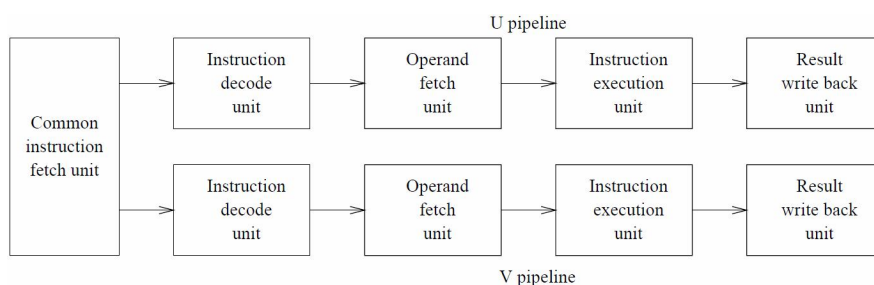 U pipeline
Common
instruction
fetch unit
Instruction
decode
unit
Operand
fetch
unit
Instruction
execution
unit
Result
write back
unit
Instruction
decode
unit
Operand
fetch
unit
Instruction
execution
unit
Result
write back
unit
V pipeline